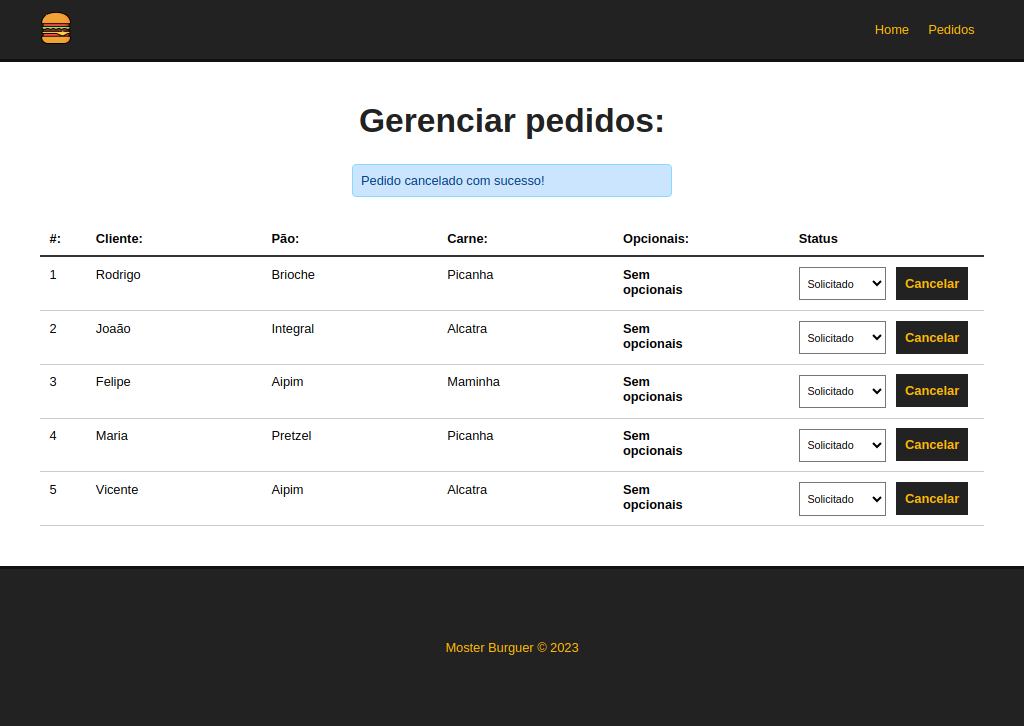 Home Pedidos
Gerenciar pedidos:
Pedido cancelado com sucesso!
#: Cliente: Pão: Carne: Opcionais: Status
1 Rodrigo Brioche Picanha Sem opcionais Solicitado Cancelar
2 Joaão Integral Alcatra Sem opcionais Solicitado Cancelar
3 Felipe Aipim Maminha Sem opcionais Solicitado Cancelar
4 Maria Pretzel Picanha Sem opcionais Solicitado Cancelar
5 Vicente Aipim Alcatra Sem opcionais Solicitado Cancelar
Moster Burguer © 2023